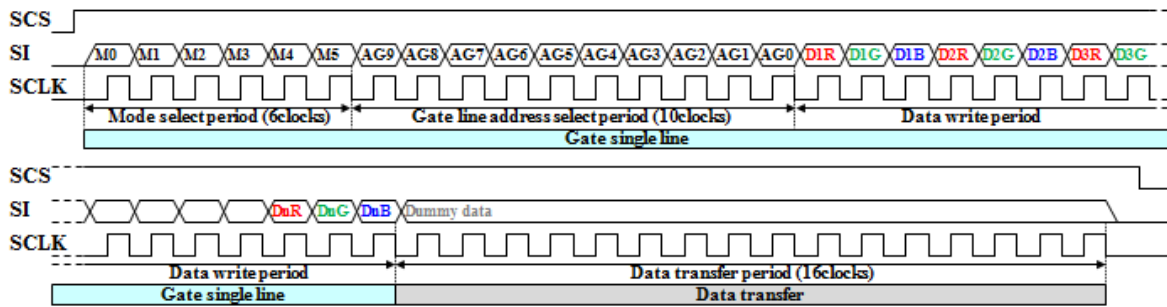 SCS
SI M0 M1 M2 M3 M4 M5 AG9 AG8 AG7 AG6 AG5 AG4 AG3 AG2 AG1 AG0 D1R D1G D1B D2R D2G D2B D3R D3G
SCLK
Mode select period (6clocks) Gate line address select period (10clocks) Data write period
Gate single line
SCS
SI DnR DnG DnB Dummy data
SCLK
Data write period Data transfer period (16clocks)
Gate single line Data transfer